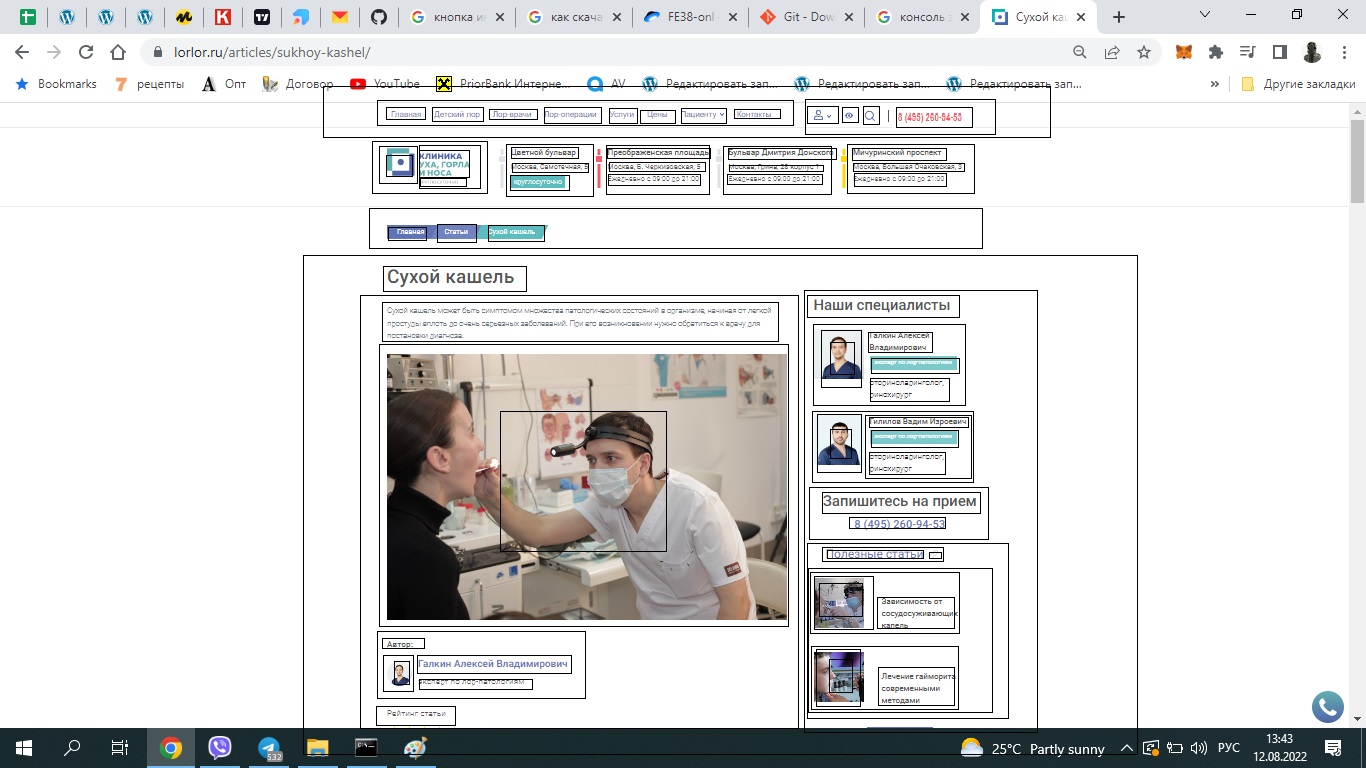 кнопка ин
как скача
FE38-onl
Git - Dow
консоль з
Сухой каш
lorlor.ru/articles/sukhoy-kashel/
Bookmarks рецепты Опт Договор YouTube PriorBank Интерне... AV Редактировать зап... Редактировать зап... Редактировать зап... » Другие закладки
Главная Детский лор Лор-врачи Лор-операции Услуги Цены Пациенту Контакты
8 (495) 260-94-53
КЛИНИКА
УХА, ГОРЛА
И НОСА
Цветной бульвар
Москва, Самотечная, 5
круглосуточно
Преображенская площадь
Москва, Б. Черкизовская, 5
Ежедневно с 09:00 до 21:00
Бульвар Дмитрия Донского
Москва, Грина, 28 корпус 1
Ежедневно с 09:00 до 21:00
Мичуринский проспект
Москва, Большая Очаковская, 3
Ежедневно с 09:00 до 21:00
Главная Статьи Сухой кашель
Сухой кашель
Сухой кашель может быть симптомом множества патологических состояний в организме, начиная от легкой
простуды вплоть до очень серьезных заболеваний. При его возникновении нужно обратиться к врачу для
постановки диагноза.
Автор:
Галкин Алексей Владимирович
эксперт по лор-патологиям
Рейтинг статьи
Наши специалисты
Галкин Алексей
Владимирович
эксперт по лор-патологиям
оториноларинголог,
ринохирург
Гилилов Вадим Изроевич
эксперт по лор-патологиям
оториноларинголог,
ринохирург
Запишитесь на прием
8 (495) 260-94-53
Полезные статьи
Зависимость от
сосудосуживающих
капель
Лечение гайморита
современными
методами
532
25°C Partly sunny
РУС
13:43
12.08.2022